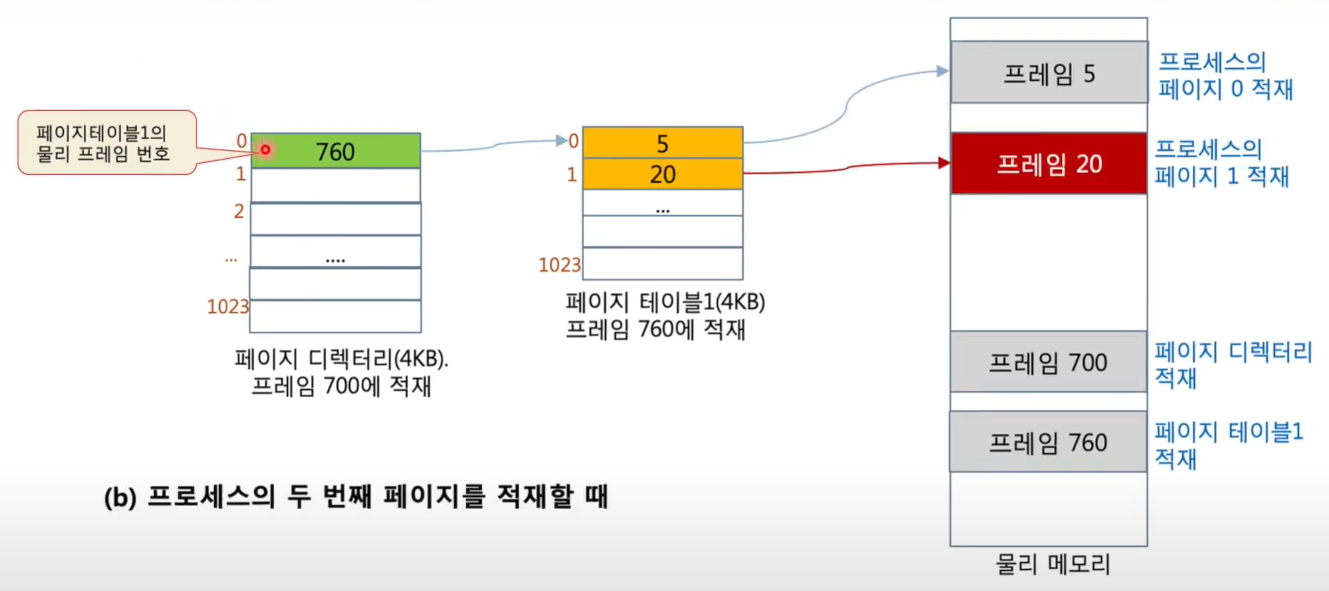 페이지테이블1의
물리 프레임 번호
0
760
1
2
...
....
1023
페이지 디렉터리(4KB).
프레임 700에 적재
0
5
1
20
...
1023
페이지 테이블1(4KB)
프레임 760에 적재
프레임 5
프로세스의
페이지 0 적재
프레임 20
프로세스의
페이지 1 적재
프레임 700
페이지 디렉터리
적재
프레임 760
페이지 테이블1
적재
물리 메모리
(b) 프로세스의 두 번째 페이지를 적재할 때